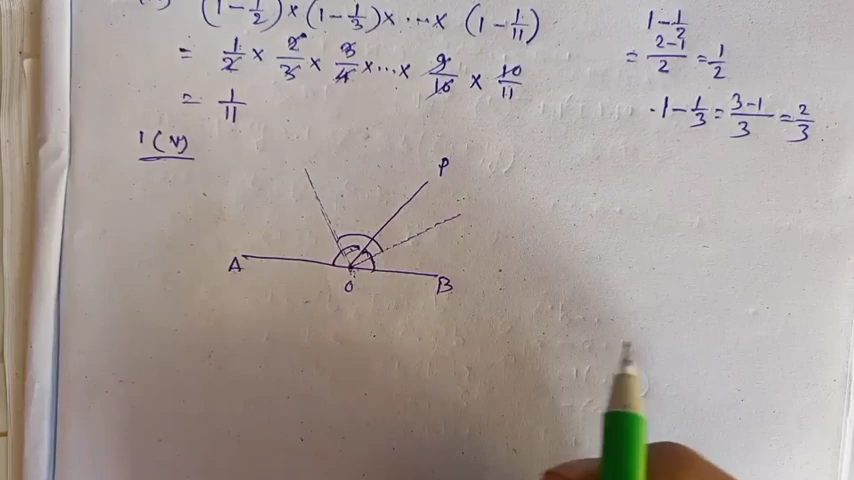 (1 - 1/2) × (1 - 1/3) × ... × (1 - 1/11)
= 1/2 × 2/3 × 3/4 × ... × 9/10 × 10/11
= 1/11
1 - 1/2
= 2-1/2 = 1/2
· 1 - 1/3 = 3-1/3 = 2/3
1 (v)
P
A
O
B